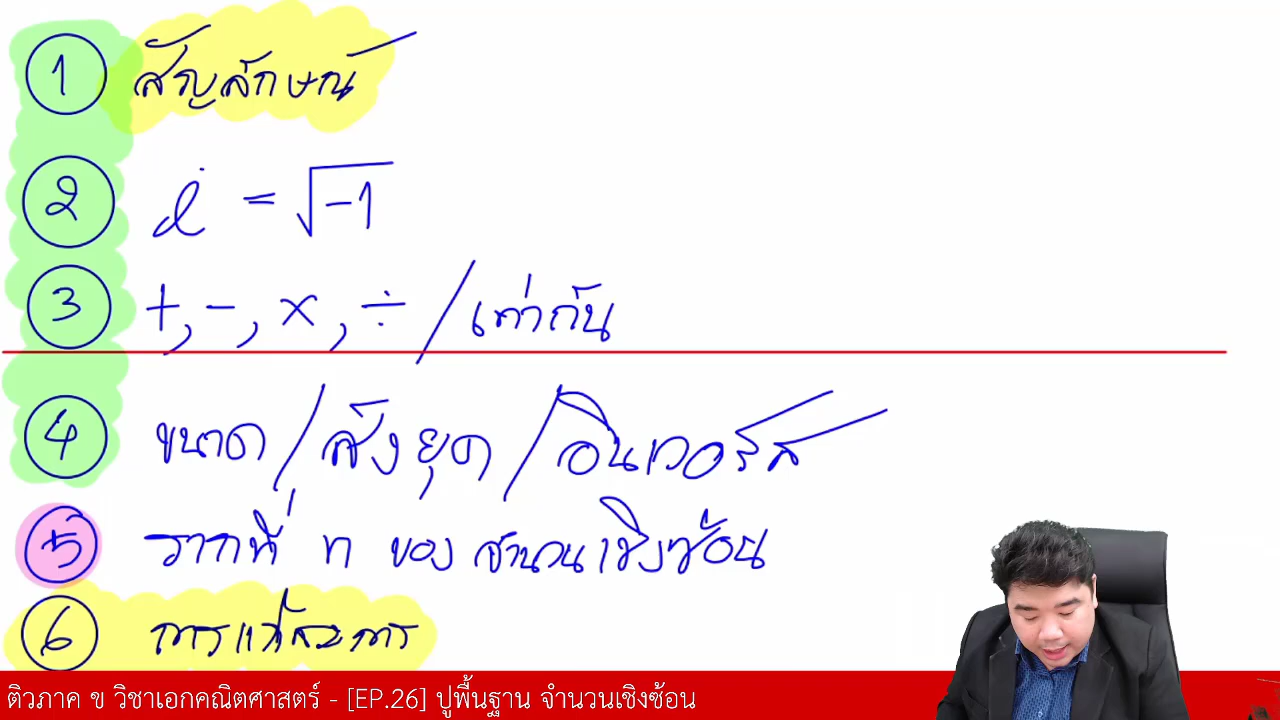 1 สัญลักษณ์
2 i = √-1
3 +, -, ×, ÷ / เท่ากัน
4 ขนาด / สังยุค / อินเวอร์ส
5 รากที่ n ของ จำนวนเชิงซ้อน
6 การแก้สมการ
ติวภาค ข วิชาเอกคณิตศาสตร์ - [EP.26] ปูพื้นฐาน จำนวนเชิงซ้อน